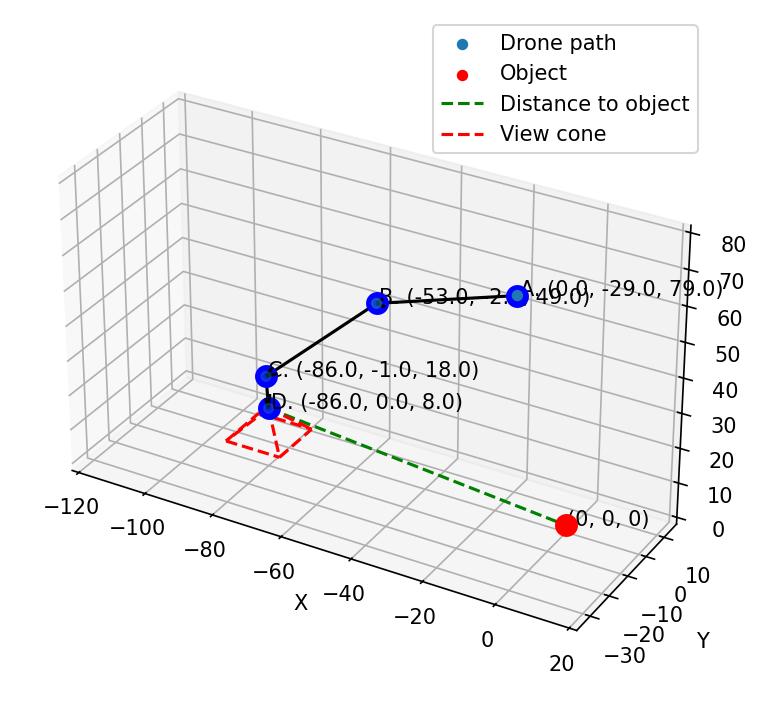 Drone path
Object
Distance to object
View cone
A. (0.0, -29.0, 79.0)
B. (-53.0, 49.0)
C. (-86.0, -1.0, 18.0)
D. (-86.0, 0.0, 8.0)
(0, 0, 0)
80
70
60
50
40
30
20
10
0
−120
−100
−80
−60
−40
−20
0
20
X
10
0
−10
−20
−30
Y